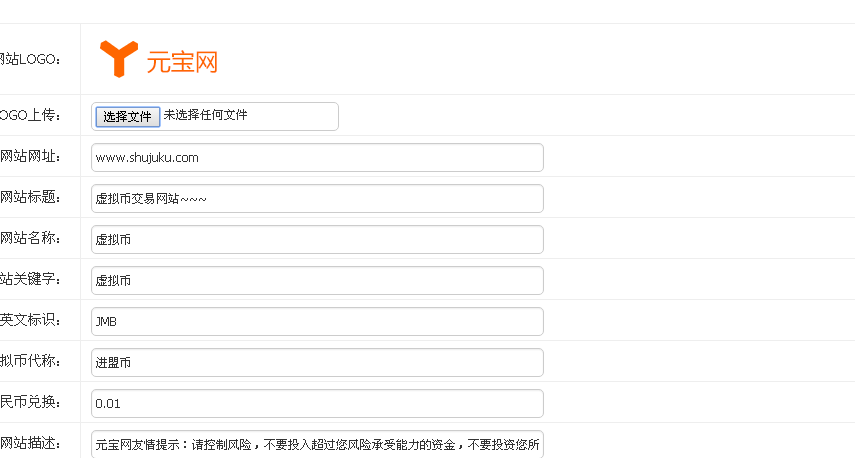 网站LOGO：
元宝网
LOGO上传：
选择文件 未选择任何文件
网站网址：
www.shujuku.com
网站标题：
虚拟币交易网站~~~
网站名称：
虚拟币
站关键字：
虚拟币
英文标识：
JMB
拟币代称：
进盟币
民币兑换：
0.01
网站描述：
元宝网友情提示：请控制风险，不要投入超过您风险承受能力的资金，不要投资您所